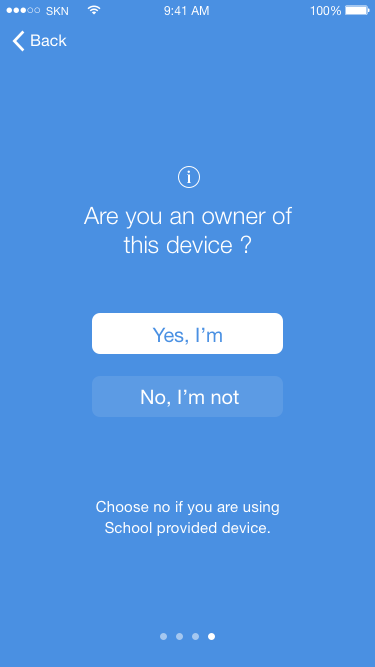 SKN 9:41 AM 100%
Back
i
Are you an owner of
this device ?
Yes, I’m
No, I’m not
Choose no if you are using
School provided device.